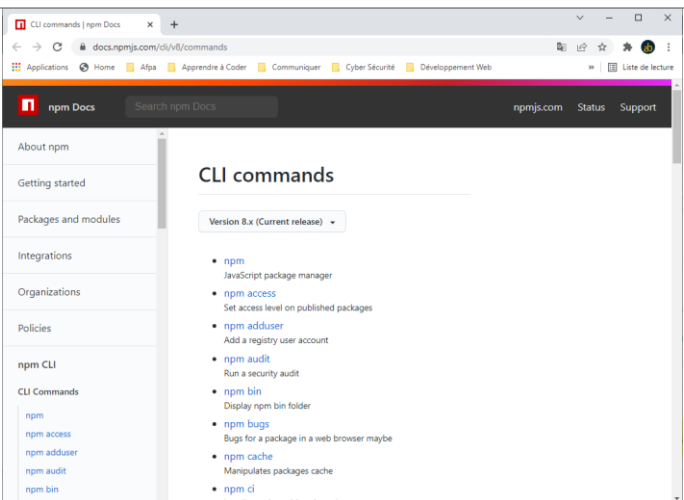 CLI commands | npm Docs
docs.npmjs.com/cli/v8/commands
Applications Home Afpa Apprendre à Coder Communiquer Cyber Sécurité Développement Web » Liste de lecture
npm Docs Search npm Docs npmjs.com Status Support
About npm
Getting started
Packages and modules
Integrations
Organizations
Policies
npm CLI
CLI Commands
npm
npm access
npm adduser
npm audit
npm bin
CLI commands
Version 8.x (Current release)
npm
JavaScript package manager
npm access
Set access level on published packages
npm adduser
Add a registry user account
npm audit
Run a security audit
npm bin
Display npm bin folder
npm bugs
Bugs for a package in a web browser maybe
npm cache
Manipulates packages cache
npm ci